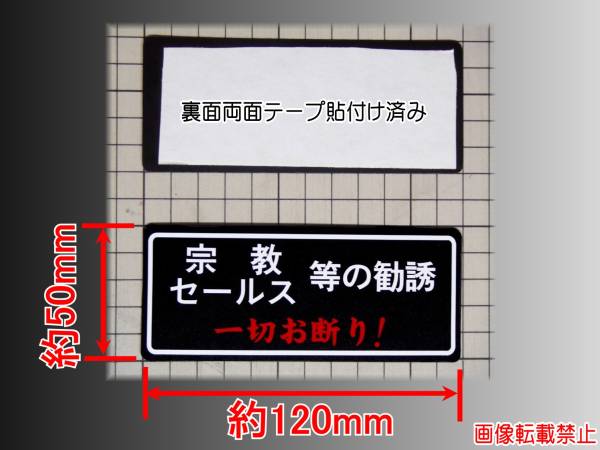 裏面両面テープ貼付け済み
宗教
セールス
等の勧誘
一切お断り!
約50mm
約120mm
画像転載禁止